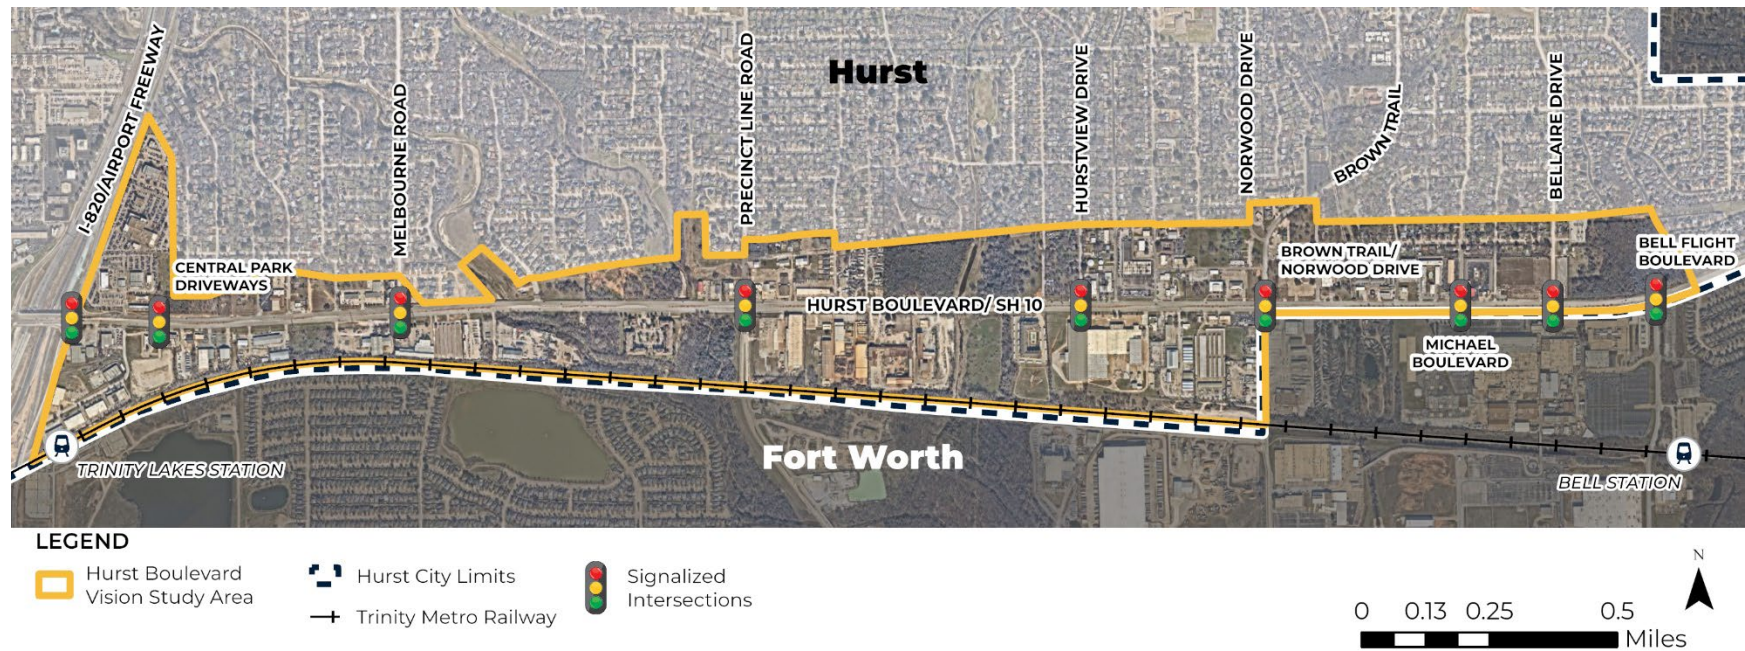 Hurst
I-820/AIRPORT FREEWAY
MELBOURNE ROAD
PRECINCT LINE ROAD
HURSTVIEW DRIVE
NORWOOD DRIVE
BROWN TRAIL
BELLAIRE DRIVE
CENTRAL PARK
DRIVEWAYS
HURST BOULEVARD/ SH 10
BROWN TRAIL/
NORWOOD DRIVE
BELL FLIGHT
BOULEVARD
MICHAEL
BOULEVARD
Fort Worth
TRINITY LAKES STATION
BELL STATION
LEGEND
Hurst Boulevard
Vision Study Area
Hurst City Limits
Trinity Metro Railway
Signalized
Intersections
N
0 0.13 0.25 0.5
Miles